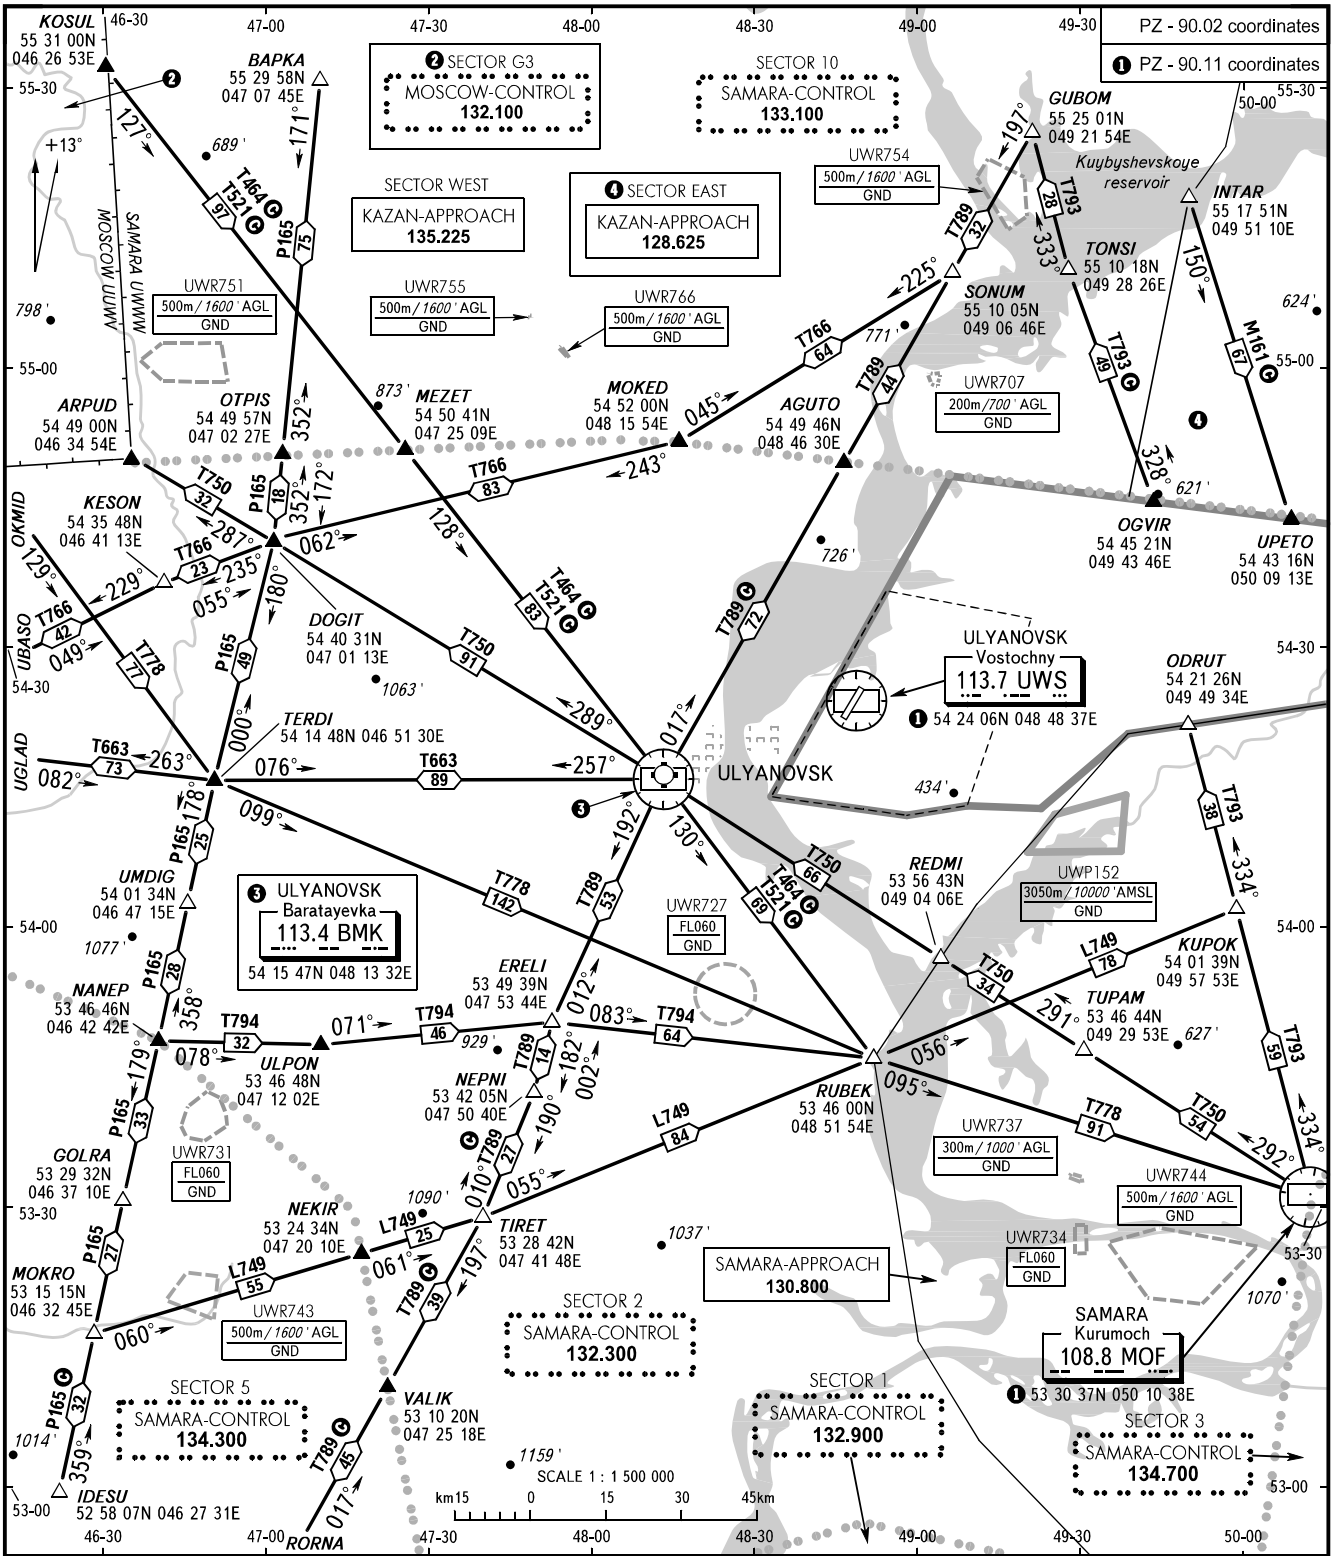 KOSUL
55 31 00N
046 26 53E
46-30
47-00
47-30
48-00
48-30
49-00
49-30
PZ - 90.02 coordinates
1 PZ - 90.11 coordinates
55-30
50-00
55-30
BAPKA
55 29 58N
047 07 45E
2 SECTOR G3
MOSCOW-CONTROL
132.100
SECTOR 10
SAMARA-CONTROL
133.100
GUBOM
55 25 01N
049 21 54E
2
127°
171°
197°
+13°
689'
UWR754
500m/1600' AGL
GND
Kuybyshevskoye
reservoir
T464 C
T521 C
97
P165
75
SECTOR WEST
KAZAN-APPROACH
135.225
4 SECTOR EAST
KAZAN-APPROACH
128.625
T789
32
T793
28
333°
INTAR
55 17 51N
049 51 10E
TONSI
55 10 18N
049 28 26E
150°
MOSCOW UUWV
SAMARA UWWW
UWR751
500m/1600' AGL
GND
UWR755
500m/1600' AGL
GND
UWR766
500m/1600' AGL
GND
225°
SONUM
55 10 05N
049 06 46E
798'
771'
624'
T766
64
T789
44
T793 C
49
M161 C
67
55-00
55-00
873'
UWR707
200m/700' AGL
GND
ARPUD
54 49 00N
046 34 54E
OTPIS
54 49 57N
047 02 27E
352°
MEZET
54 50 41N
047 25 09E
MOKED
54 52 00N
048 15 54E
045°
AGUTO
54 49 46N
048 46 30E
4
243°
328°
621'
OGVIR
54 45 21N
049 43 46E
UPETO
54 43 16N
050 09 13E
OKMID
129°
KESON
54 35 48N
046 41 13E
T750
32
P165
18
352°
172°
T766
83
128°
287°
062°
T766
23
229°
235°
055°
180°
726'
T766
42
UBASO
049°
54-30
T778
77
DOGIT
54 40 31N
047 01 13E
P165
49
T750
91
T464 C
T521 C
83
T789 C
72
ULYANOVSK
Vostochny
113.7 UWS
1 54 24 06N 048 48 37E
54-30
ODRUT
54 21 26N
049 49 34E
1063'
000°
TERDI
54 14 48N 046 51 30E
289°
017°
UGLAD
T663
73
263°
082°
076°
T663
89
257°
ULYANOVSK
434'
3
178°
099°
192°
130°
P165
25
T793
38
UMDIG
54 01 34N
046 47 15E
3 ULYANOVSK
Baratayevka
113.4 BMK
54 15 47N 048 13 32E
T778
142
T789
53
T750
66
T464 C
T521 C
69
REDMI
53 56 43N
049 04 06E
UWP152
3050m/10000' AMSL
GND
334°
54-00
54-00
1077'
UWR727
FL060
GND
P165
28
L749
78
KUPOK
54 01 39N
049 57 53E
NANEP
53 46 46N
046 42 42E
358°
ERELI
53 49 39N
047 53 44E
012°
T750
34
291°
TUPAM
53 46 44N
049 29 53E
T794
32
071°
T794
46
083°
T794
64
078°
179°
929'
T789
14
182°
002°
056°
627'
T793
59
ULPON
53 46 48N
047 12 02E
NEPNI
53 42 05N
047 50 40E
190°
RUBEK
53 46 00N
048 51 54E
095°
P165
33
T789 C
27
L749
84
T778
91
T750
54
292°
334°
UWR731
FL060
GND
UWR737
300m/1000' AGL
GND
GOLRA
53 29 32N
046 37 10E
010°
055°
UWR744
500m/1600' AGL
GND
53-30
53-30
1090'
NEKIR
53 24 34N
047 20 10E
L749
25
061°
TIRET
53 28 42N
047 41 48E
1037'
UWR734
FL060
GND
P165
27
197°
MOKRO
53 15 15N
046 32 45E
L749
55
SAMARA-APPROACH
130.800
1070'
060°
UWR743
500m/1600' AGL
GND
T789 C
39
SECTOR 2
SAMARA-CONTROL
132.300
SAMARA
Kurumoch
108.8 MOF
1 53 30 37N 050 10 38E
P165 C
32
SECTOR 5
SAMARA-CONTROL
134.300
VALIK
53 10 20N
047 25 18E
SECTOR 1
SAMARA-CONTROL
132.900
SECTOR 3
SAMARA-CONTROL
134.700
1014'
359°
T789 C
45
1159'
SCALE 1 : 1 500 000
km15 0 15 30 45km
53-00
53-00
IDESU
52 58 07N 046 27 31E
017°
RORNA
46-30
47-00
47-30
48-00
48-30
49-00
49-30
50-00